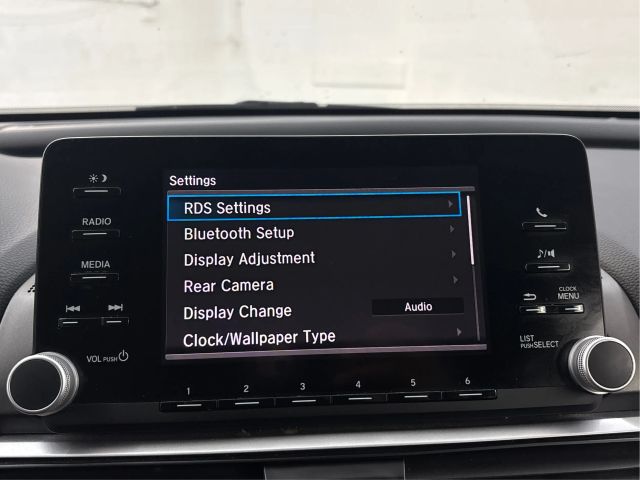 Settings
RDS Settings
Bluetooth Setup
Display Adjustment
Rear Camera
Display Change Audio
Clock/Wallpaper Type
RADIO
MEDIA
VOL PUSH
CLOCK
MENU
LIST
PUSH SELECT
1 2 3 4 5 6